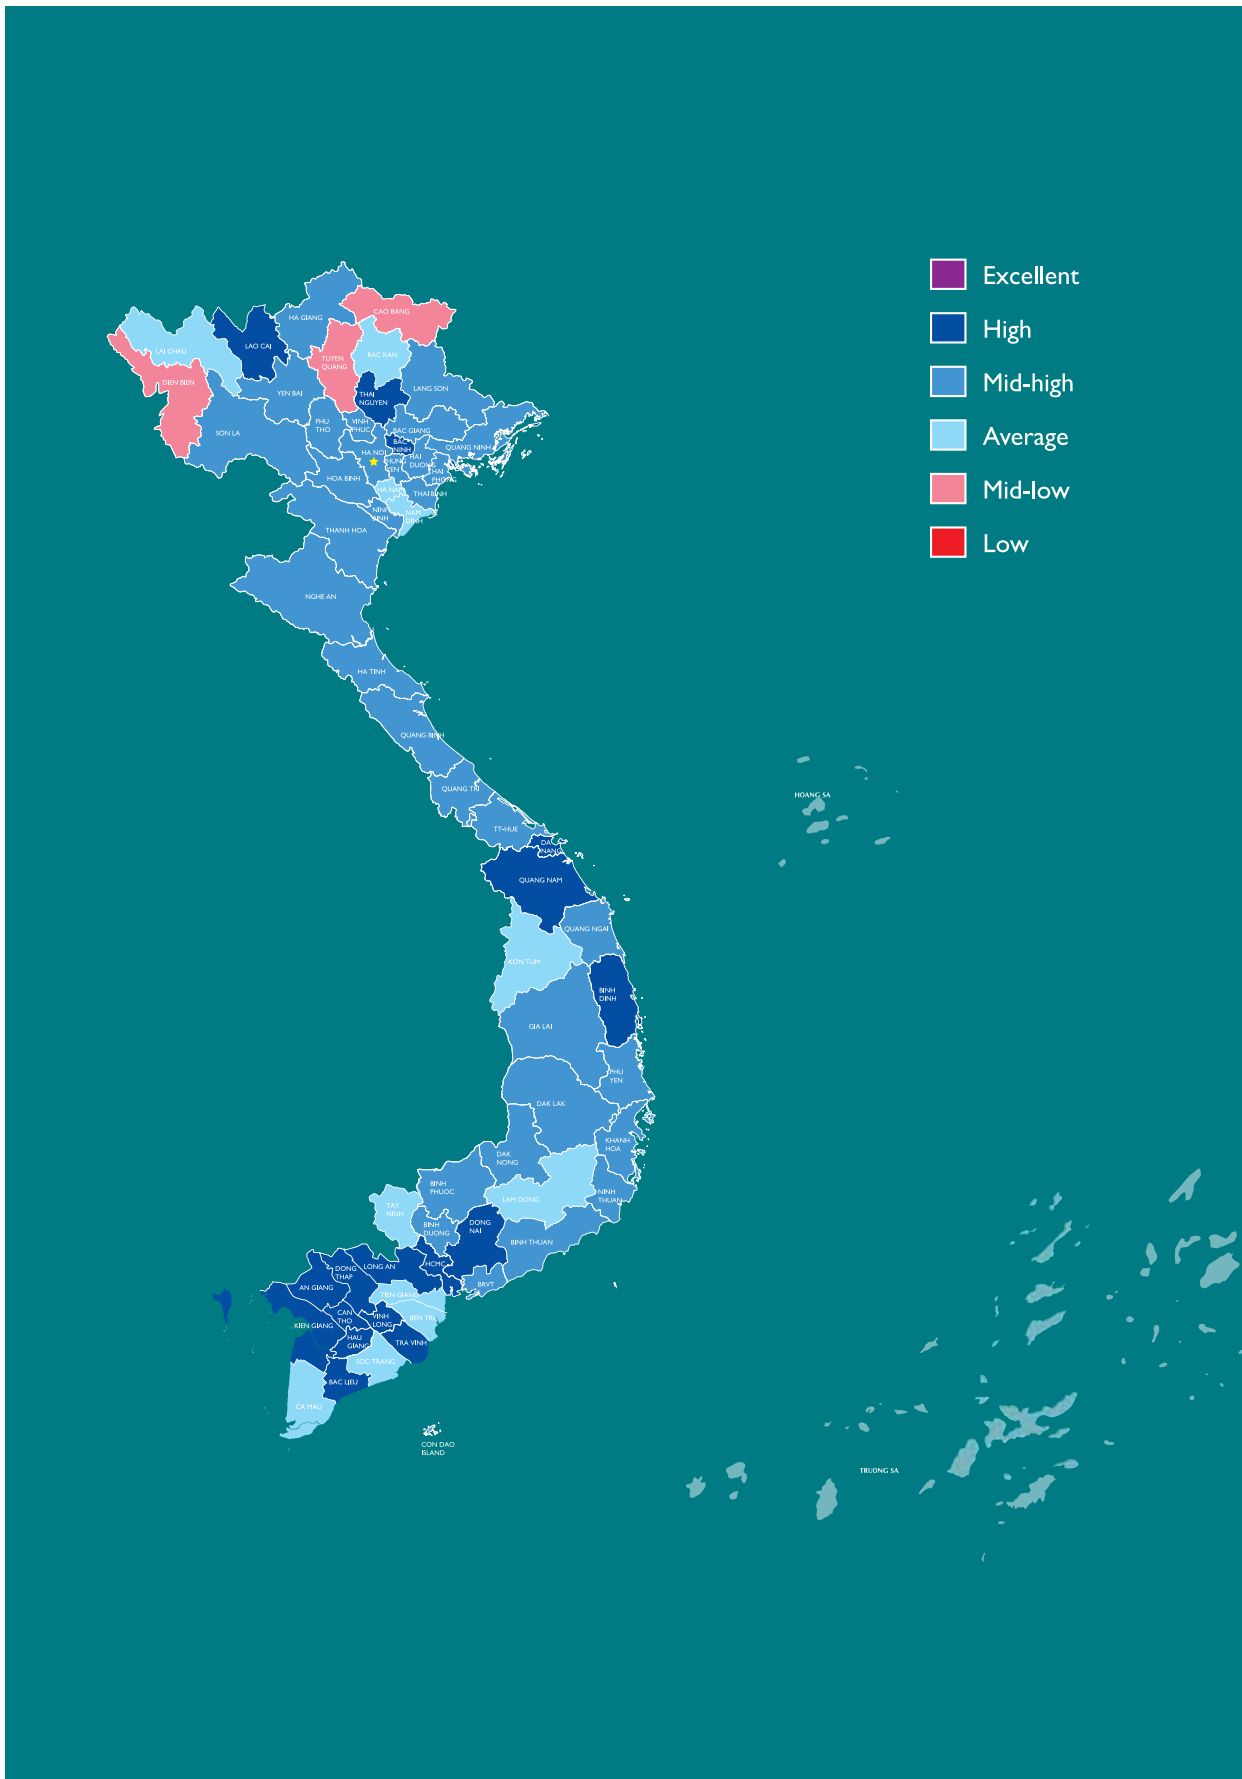 Excellent
High
Mid-high
Average
Mid-low
Low
HA GIANG
CAO BANG
LAI CHAU
LAO CAI
TUYEN
QUANG
BAC KAN
DIEN BIEN
YEN BAI
THAI
NGUYEN
LANG SON
SON LA
PHU
THO
VINH
PHUC
BAC GIANG
BAC
NINH
QUANG NINH
HA NOI
HUNG
YEN
HAI
DUONG
HAI
PHONG
HOA BINH
HA NAM
THAI BINH
NINH
BINH
NAM
DINH
THANH HOA
NGHE AN
HA TINH
QUANG BINH
QUANG TRI
HOANG SA
TT-HUE
DA
NANG
QUANG NAM
QUANG NGAI
KON TUM
BINH
DINH
GIA LAI
PHU
YEN
DAK LAK
KHANH
HOA
DAK
NONG
BINH
PHUOC
LAM DONG
NINH
THUAN
TAY
NINH
BINH
DUONG
DONG
NAI
BINH THUAN
LONG AN
HCMC
DONG
THAP
AN GIANG
BRVT
TIEN GIANG
CAN
THO
VINH
LONG
BEN TRE
KIEN GIANG
HAU
GIANG
TRA VINH
SOC TRANG
BAC LIEU
CA MAU
CON DAO
ISLAND
TRUONG SA